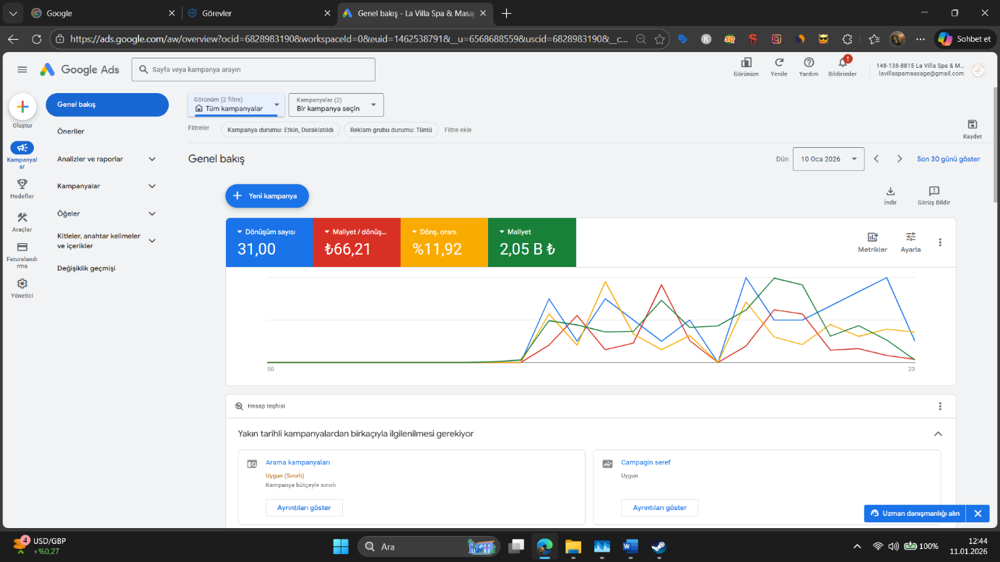 Google
Görevler
Genel bakış - La Villa Spa & Masaj
https://ads.google.com/aw/overview?ocid=6828983190&workspaceId=0&euid=1462538791&__u=6568688559&uscid=6828983190&__c...
Sohbet et
Google Ads
Sayfa veya kampanya arayın
Görünüm
Yenile
Yardım
Bildirimler
148-138-8815 La Villa Spa & M...
lavillaspamassage@gmail.com
Oluştur
Kampanyal
ar
Hedefler
Araçlar
Faturalandı
rma
Yönetici
Genel bakış
Öneriler
Analizler ve raporlar
Kampanyalar
Öğeler
Kitleler, anahtar kelimeler
ve içerikler
Değişiklik geçmişi
Görünüm (2 filtre)
Tüm kampanyalar
Kampanyalar (2)
Bir kampanya seçin
Filtreler
Kampanya durumu: Etkin, Duraklatıldı
Reklam grubu durumu: Tümü
Filtre ekle
Kaydet
Genel bakış
Dün
10 Oca 2026
Son 30 günü göster
Yeni kampanya
İndir
Görüş Bildir
Dönüşüm sayısı
31,00
Maliyet / dönüş...
₺66,21
Dönş. oranı
%11,92
Maliyet
2,05 B ₺
Metrikler
Ayarla
00
23
Hesap teşhisi
Yakın tarihli kampanyalardan birkaçıyla ilgilenilmesi gerekiyor
Arama kampanyaları
Uygun (Sınırlı)
Kampanya bütçeyle sınırlı
Ayrıntıları göster
Campagin seref
Uygun
Ayrıntıları göster
Uzman danışmanlığı alın
4
USD/GBP
+%0,27
Ara
100%
12:44
11.01.2026